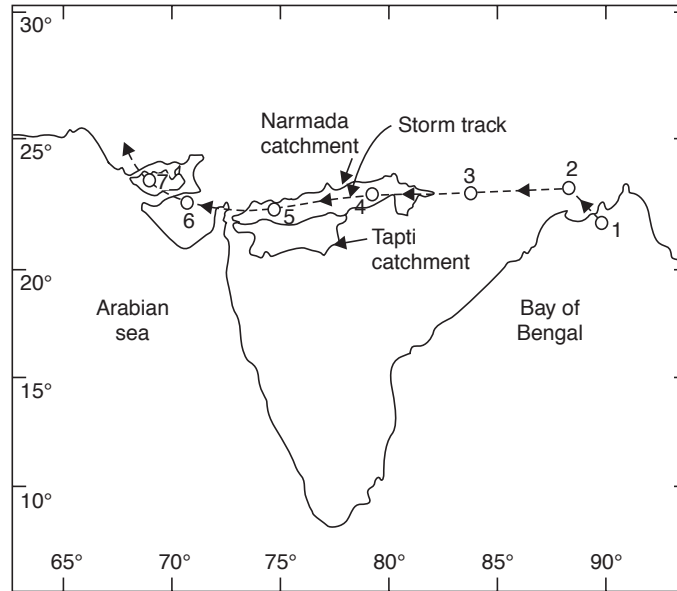 30°
25°
20°
15°
10°
65°
70°
75°
80°
85°
90°
Narmada
catchment
Storm track
Tapti
catchment
Arabian
sea
Bay of
Bengal
1
2
3
4
5
6
7